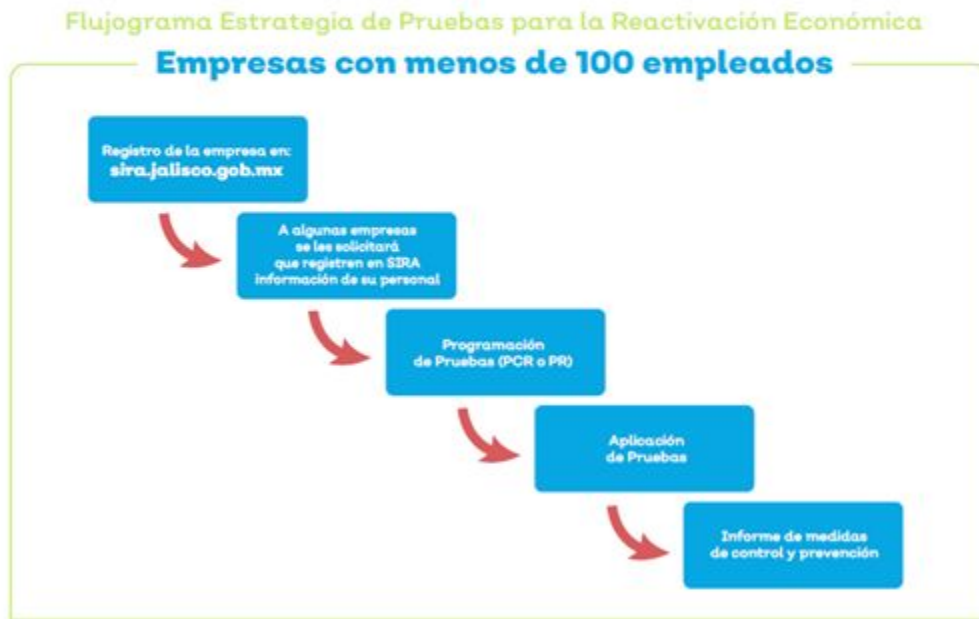 Flujograma Estrategia de Pruebas para la Reactivación Económica
Empresas con menos de 100 empleados
Registro de la empresa en:
sira.jalisco.gob.mx
A algunas empresas
se les solicitará
que registren en SIRA
información de su personal
Programación
de Pruebas (PCR o PR)
Aplicación
de Pruebas
Informe de medidas
de control y prevención